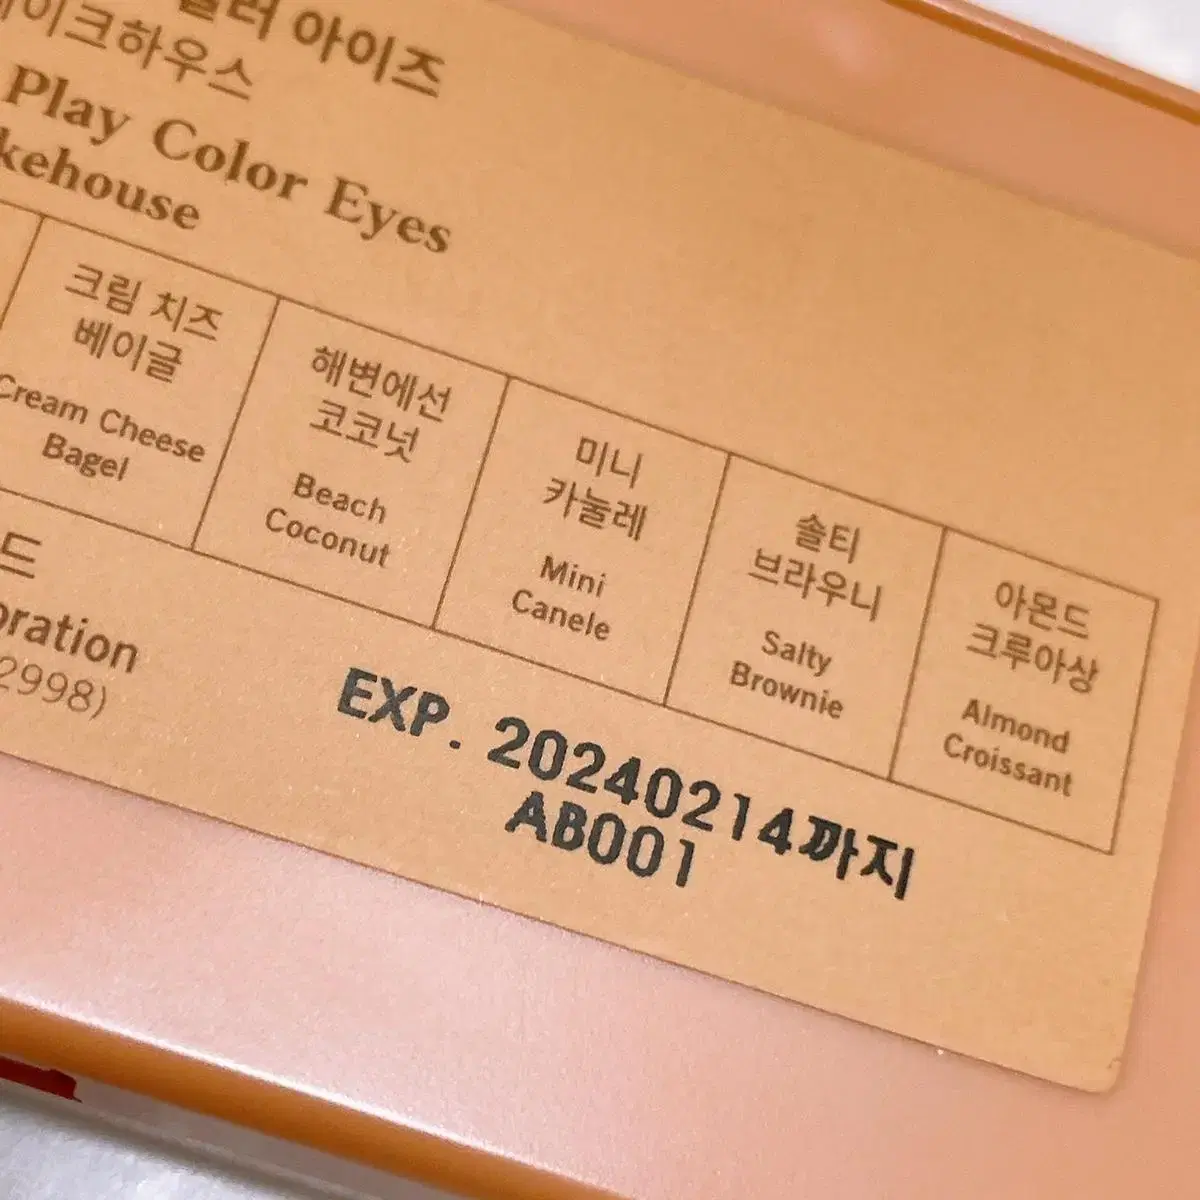 컬러 아이즈
베이크하우스
Play Color Eyes
kehouse
크림 치즈
베이글
Cream Cheese
Bagel
해변에선
코코넛
Beach
Coconut
미니
카눌레
Mini
Canele
솔티
브라우니
Salty
Brownie
아몬드
크루아상
Almond
Croissant
드
oration
2998)
EXP. 20240214까지
AB001